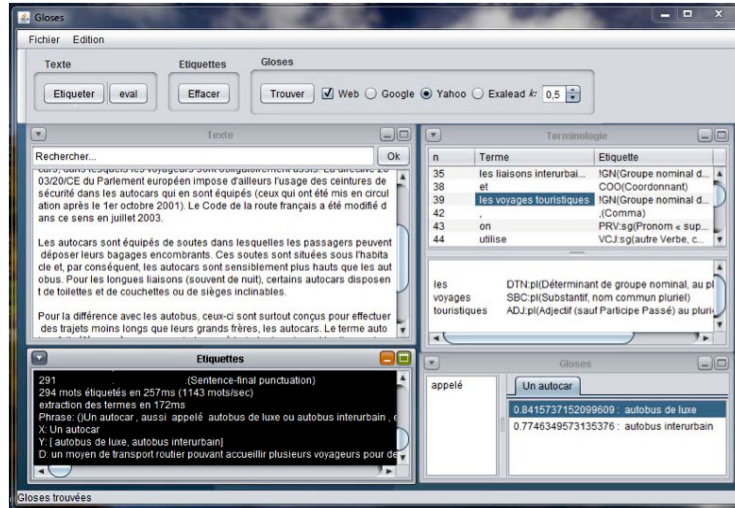 Gloses
Fichier Edition
Texte Etiquettes Gloses
Etiqueter eval Effacer Trouver Web Google Yahoo Exalead k: 0,5
Texte
Rechercher... Ok
cars, dans lesquels les voyageurs sont obligatoirement assis. La directive 20
03/20/CE du Parlement européen impose d'ailleurs l'usage des ceintures de
sécurité dans les autocars qui en sont équipés (ceux qui ont été mis en circul
ation après le 1er octobre 2001). Le Code de la route français a été modifié d
ans ce sens en juillet 2003.
Les autocars sont équipés de soutes dans lesquelles les passagers peuvent
déposer leurs bagages encombrants. Ces soutes sont situées sous l'habita
cle et, par conséquent, les autocars sont sensiblement plus hauts que les aut
obus. Pour les longues liaisons (souvent de nuit), certains autocars disposen
t de toilettes et de couchettes ou de sièges inclinables.
Pour la différence avec les autobus, ceux-ci sont surtout conçus pour effectuer
des trajets moins longs que leurs grands frères, les autocars. Le terme auto
Terminologie
n Terme Etiquette
35 les liaisons interurbai... !GN(Groupe nominal d...
38 et COO(Coordonnant)
39 les voyages touristiques !GN(Groupe nominal d...
42 , ,(Comma)
43 on PRV:sg(Pronom « sup...
44 utilise VCJ:sg(autre Verbe, c...
les DTN:pl(Déterminant de groupe nominal, au pl
voyages SBC:pl(Substantif, nom commun pluriel)
touristiques ADJ:pl(Adjectif (sauf Participe Passé) au plurie
Etiquettes
291 . .(Sentence-final punctuation)
294 mots étiquetés en 257ms (1143 mots/sec)
extraction des termes en 172ms
Phrase: ()Un autocar , aussi appelé autobus de luxe ou autobus interurbain , e
X: Un autocar
Y: [ autobus de luxe, autobus interurbain]
D: un moyen de transport routier pouvant accueillir plusieurs voyageurs pour de
Gloses
appelé Un autocar
0.8415737152099609 : autobus de luxe
0.7746349573135376 : autobus interurbain
Gloses trouvées